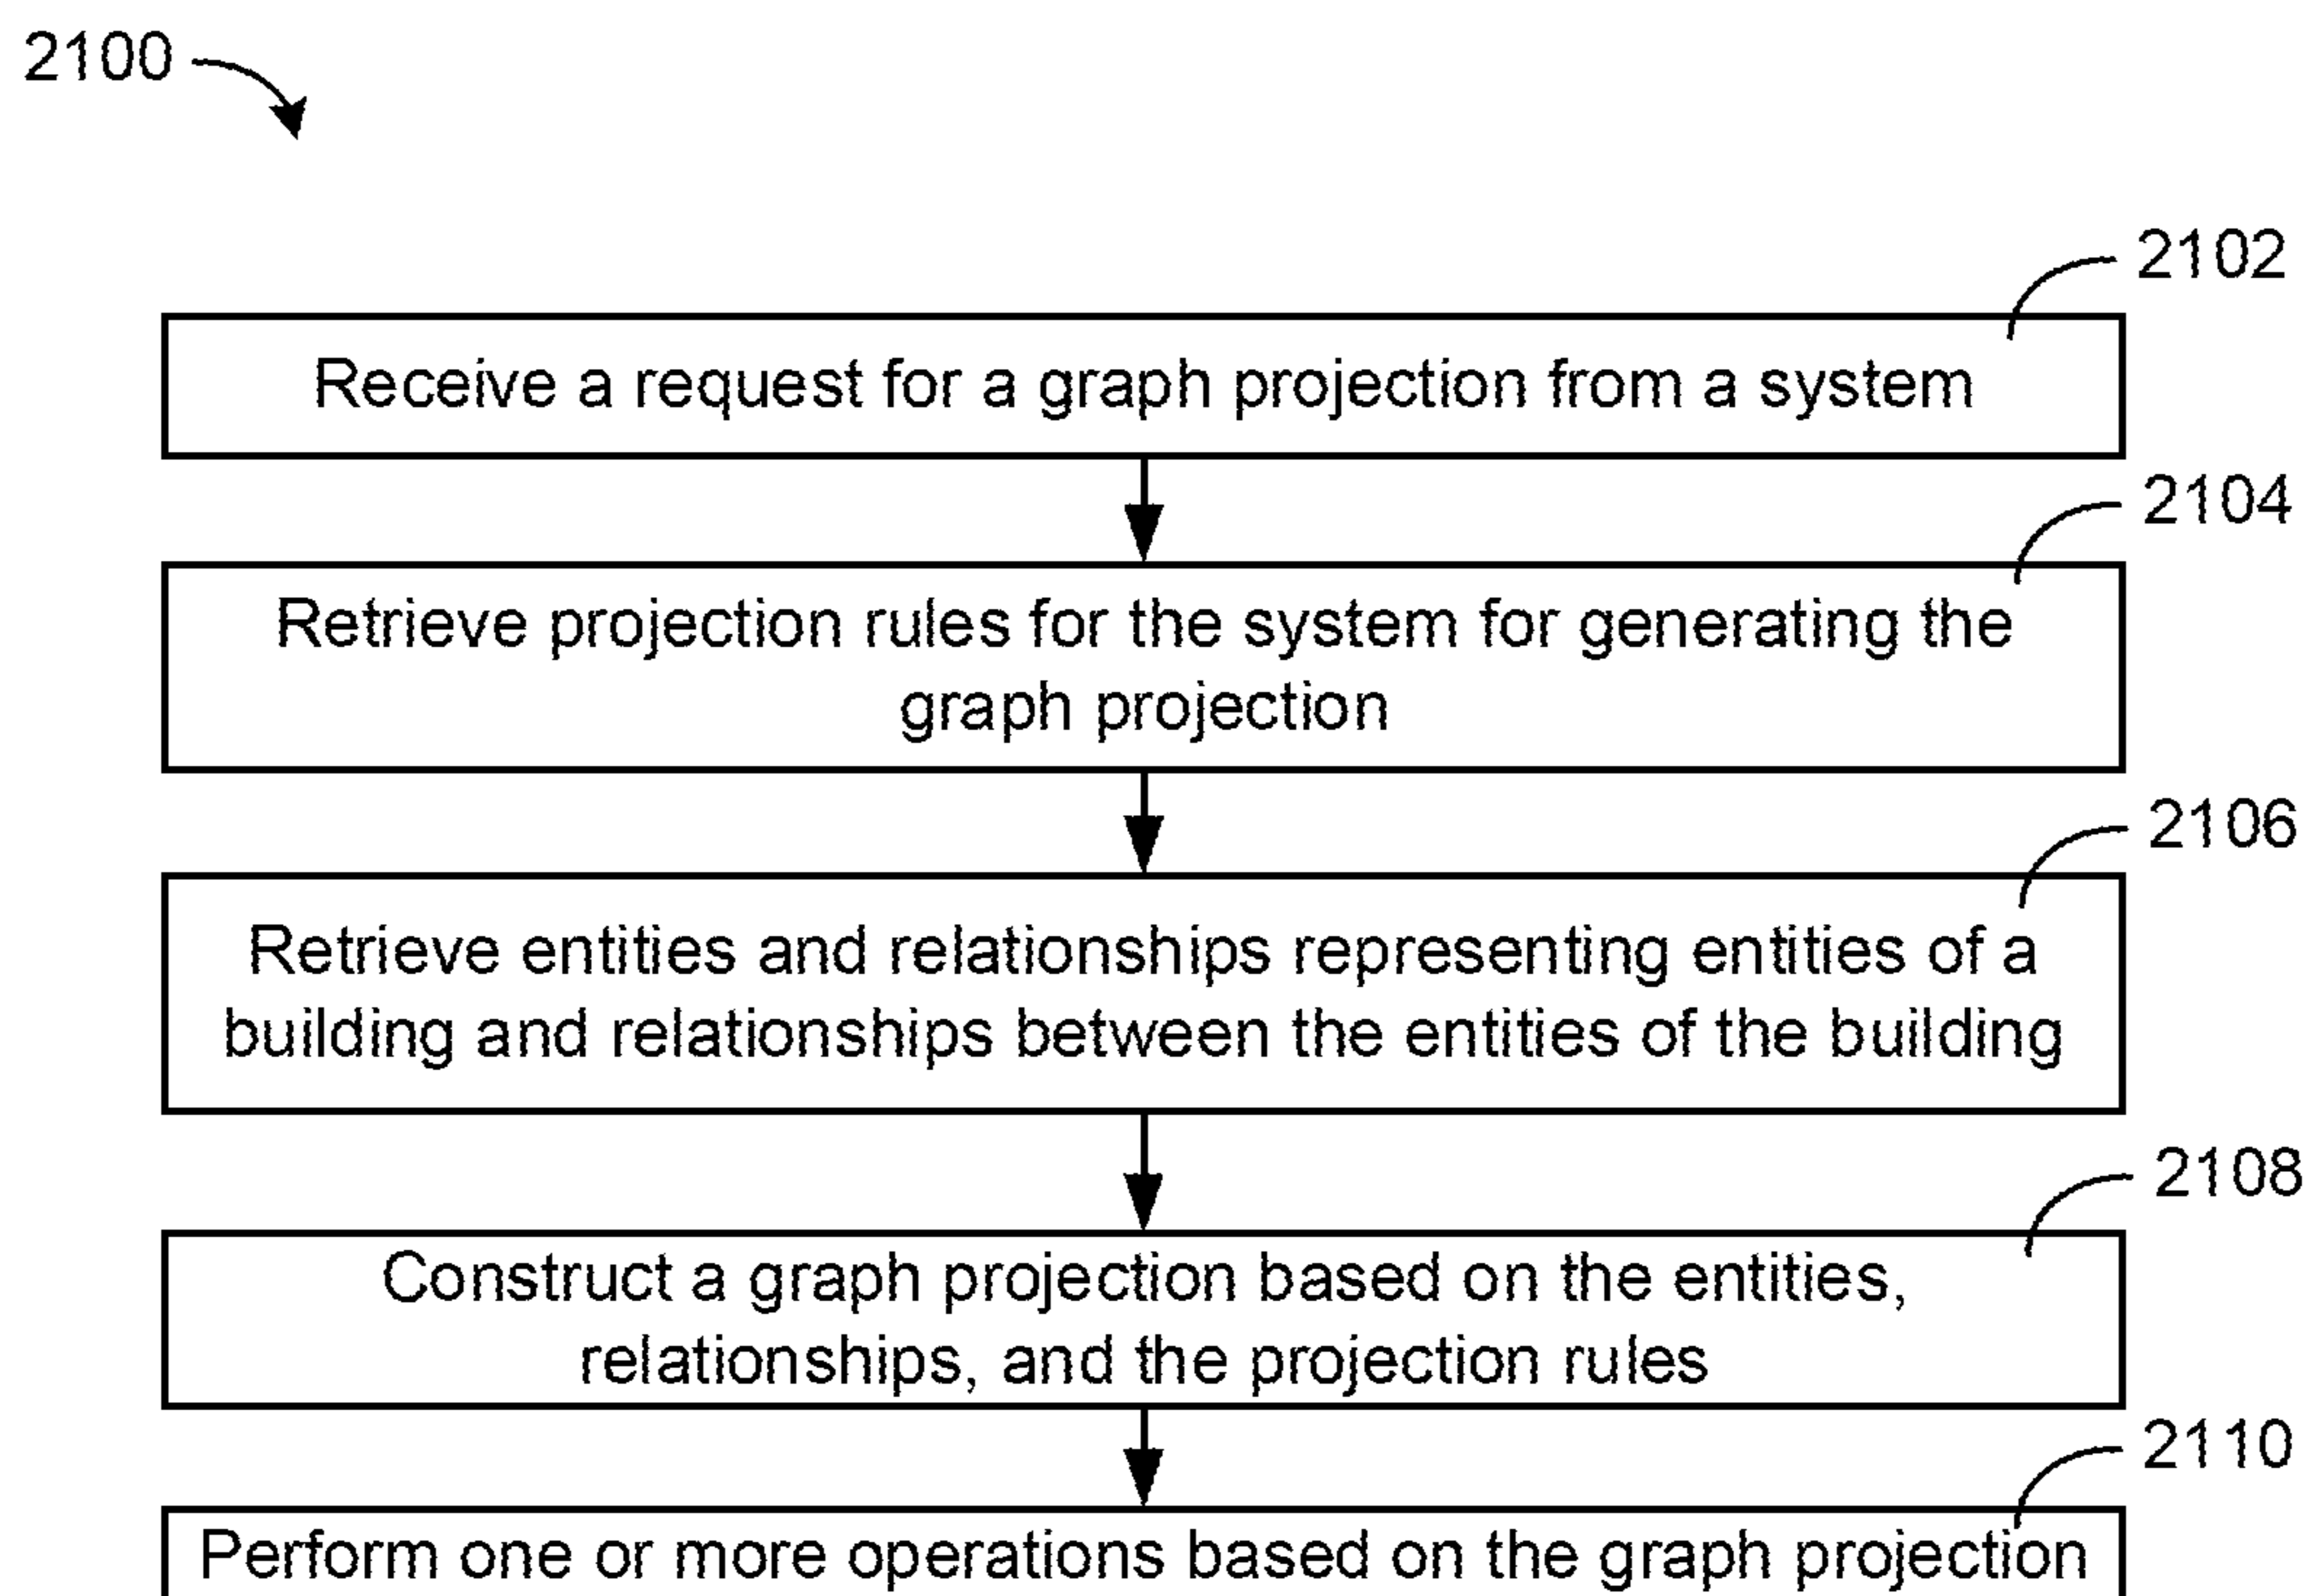 2100
2102
Receive a request for a graph projection from a system
2104
Retrieve projection rules for the system for generating the
graph projection
2106
Retrieve entities and relationships representing entities of a
building and relationships between the entities of the building
2108
Construct a graph projection based on the entities,
relationships, and the projection rules
2110
Perform one or more operations based on the graph projection